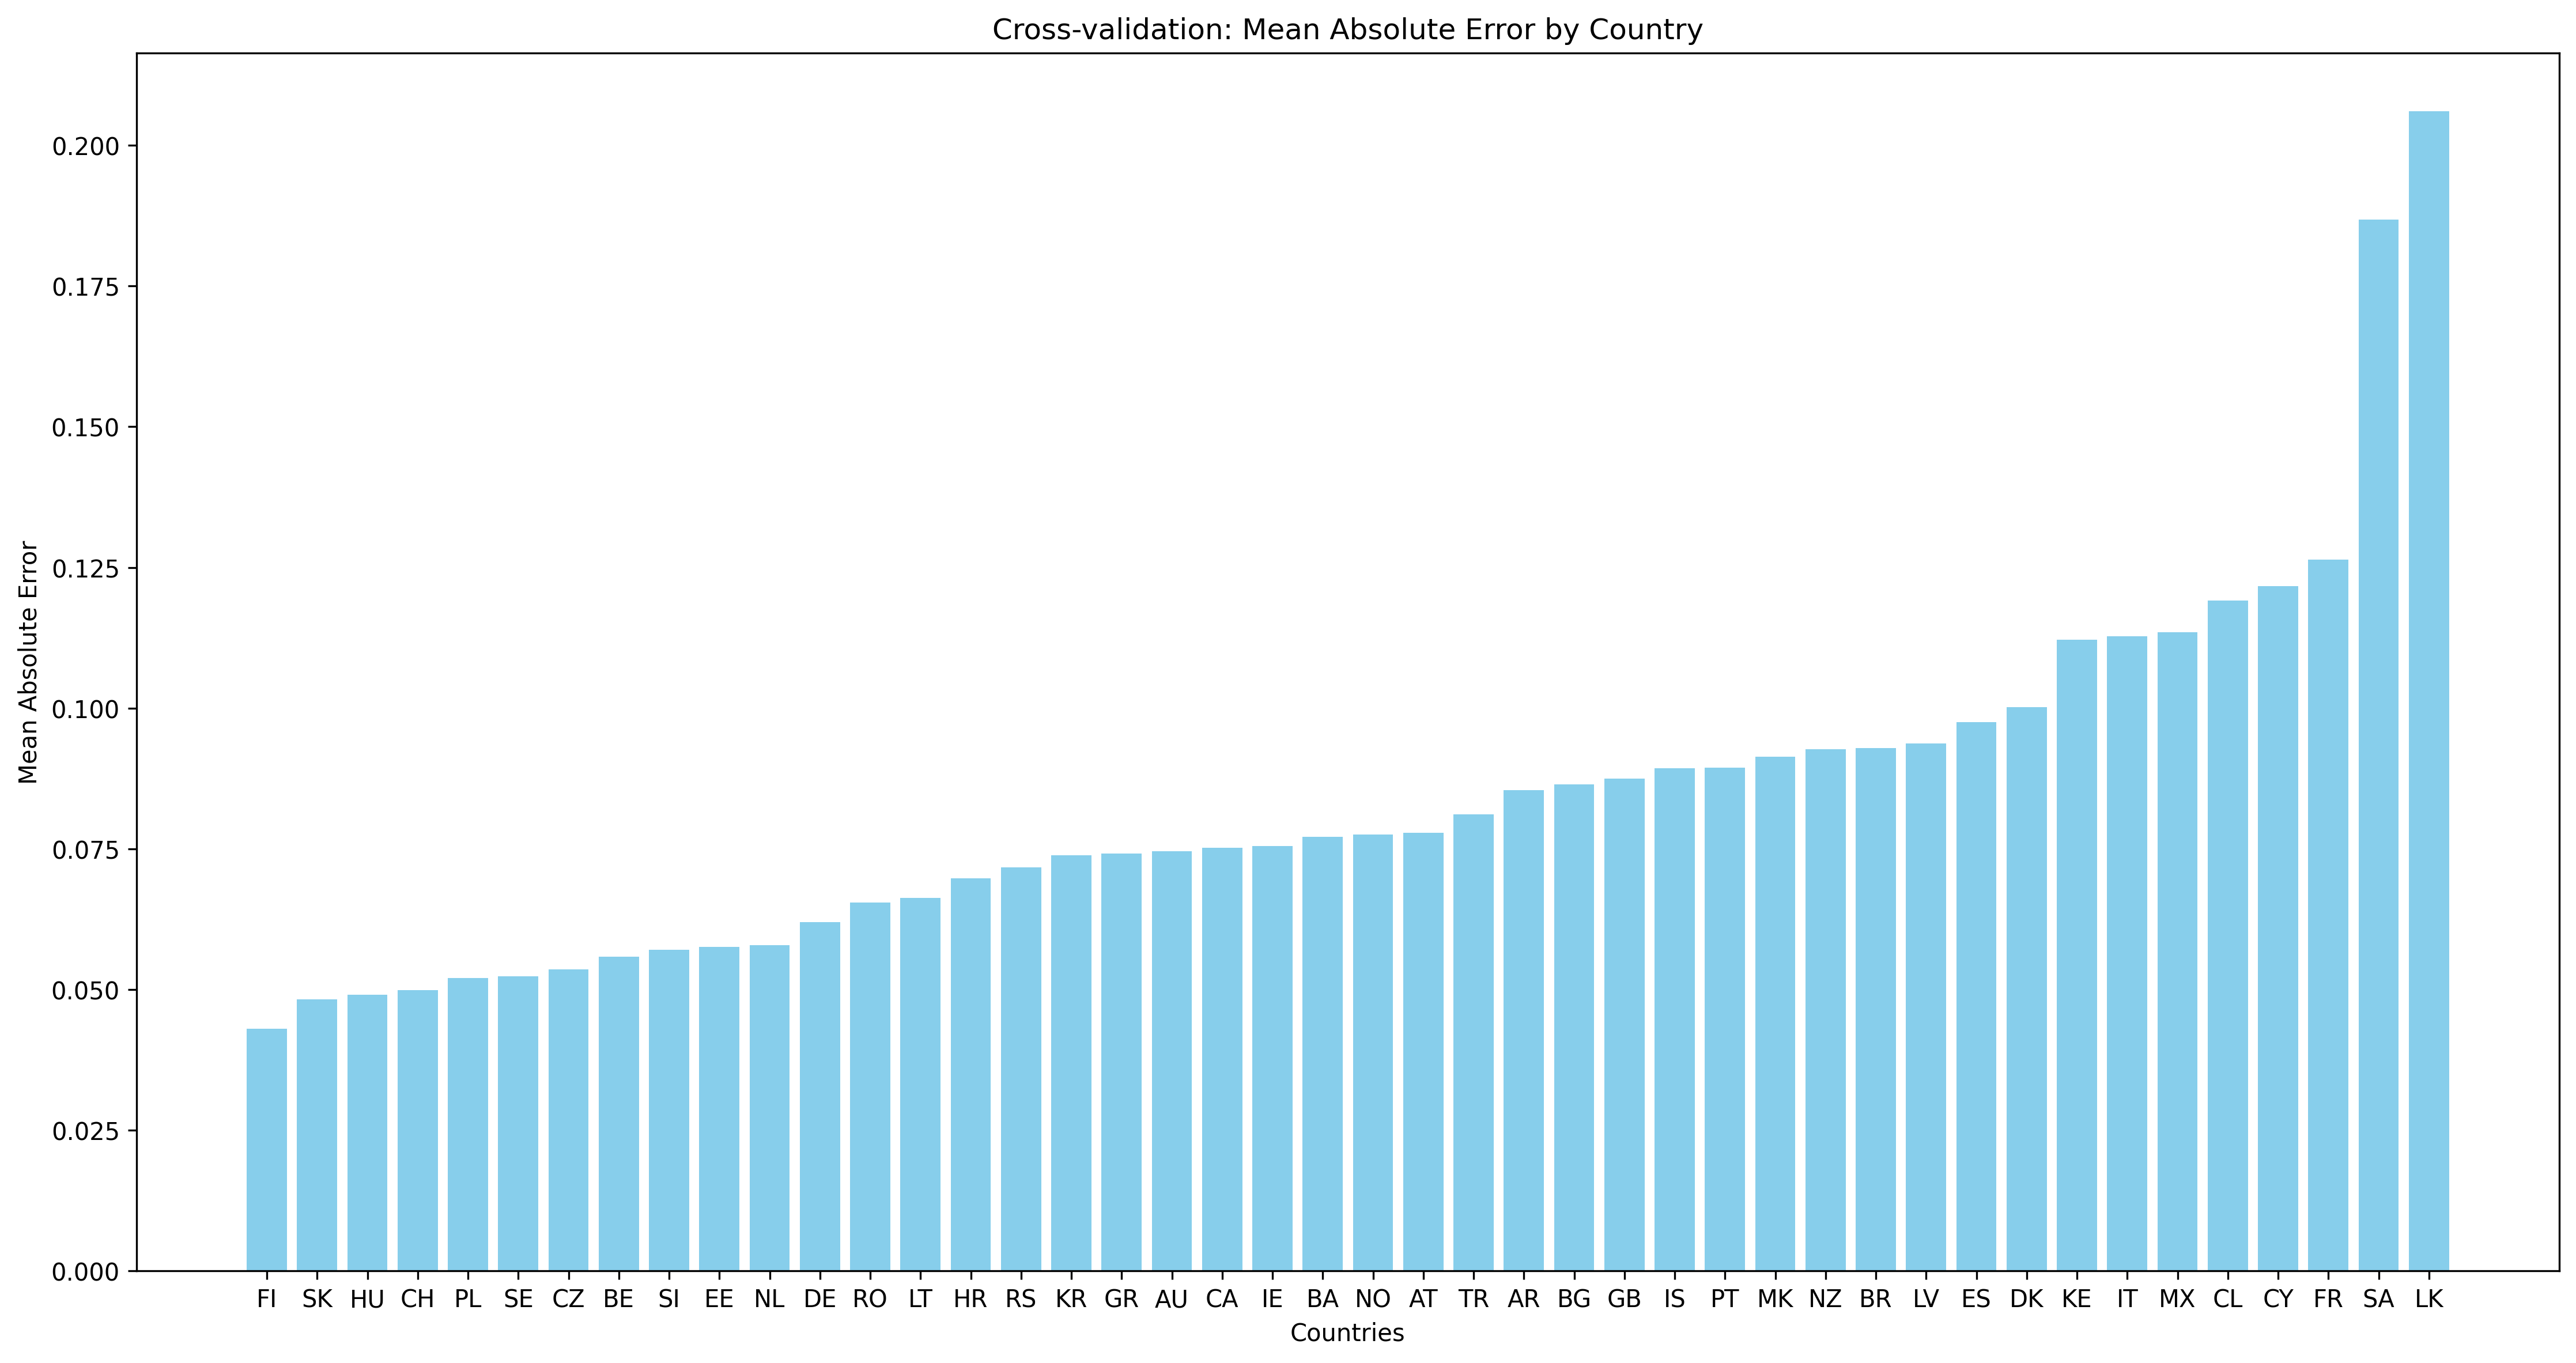 Cross-validation: Mean Absolute Error by Country
Mean Absolute Error
0.200
0.175
0.150
0.125
0.100
0.075
0.050
0.025
0.000
FI SK HU CH PL SE CZ BE SI EE NL DE RO LT HR RS KR GR AU CA IE BA NO AT TR AR BG GB IS PT MK NZ BR LV ES DK KE IT MX CL CY FR SA LK
Countries